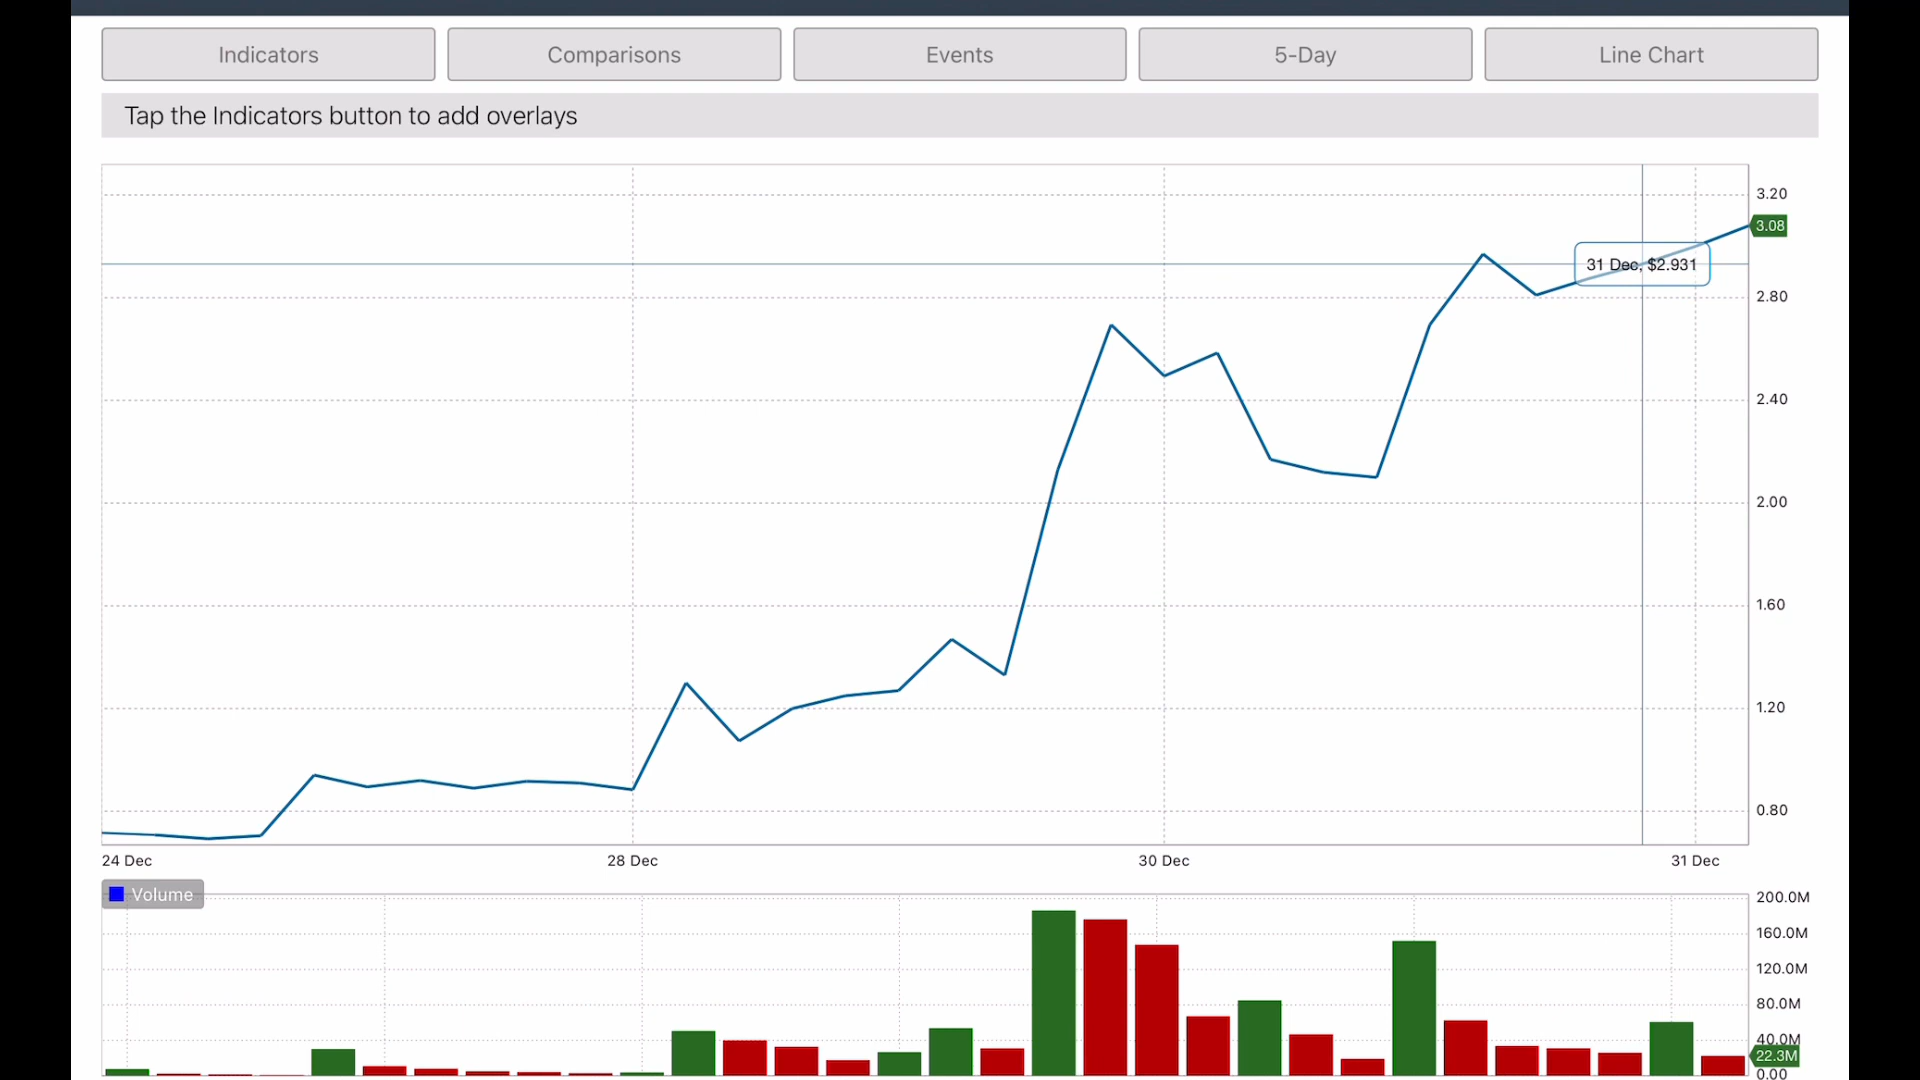 Indicators
Comparisons
Events
5-Day
Line Chart
Tap the Indicators button to add overlays
3.20
3.08
31 Dec, $2.931
2.80
2.40
2.00
1.60
1.20
0.80
24 Dec
28 Dec
30 Dec
31 Dec
Volume
200.0M
160.0M
120.0M
80.0M
40.0M
22.3M
0.00